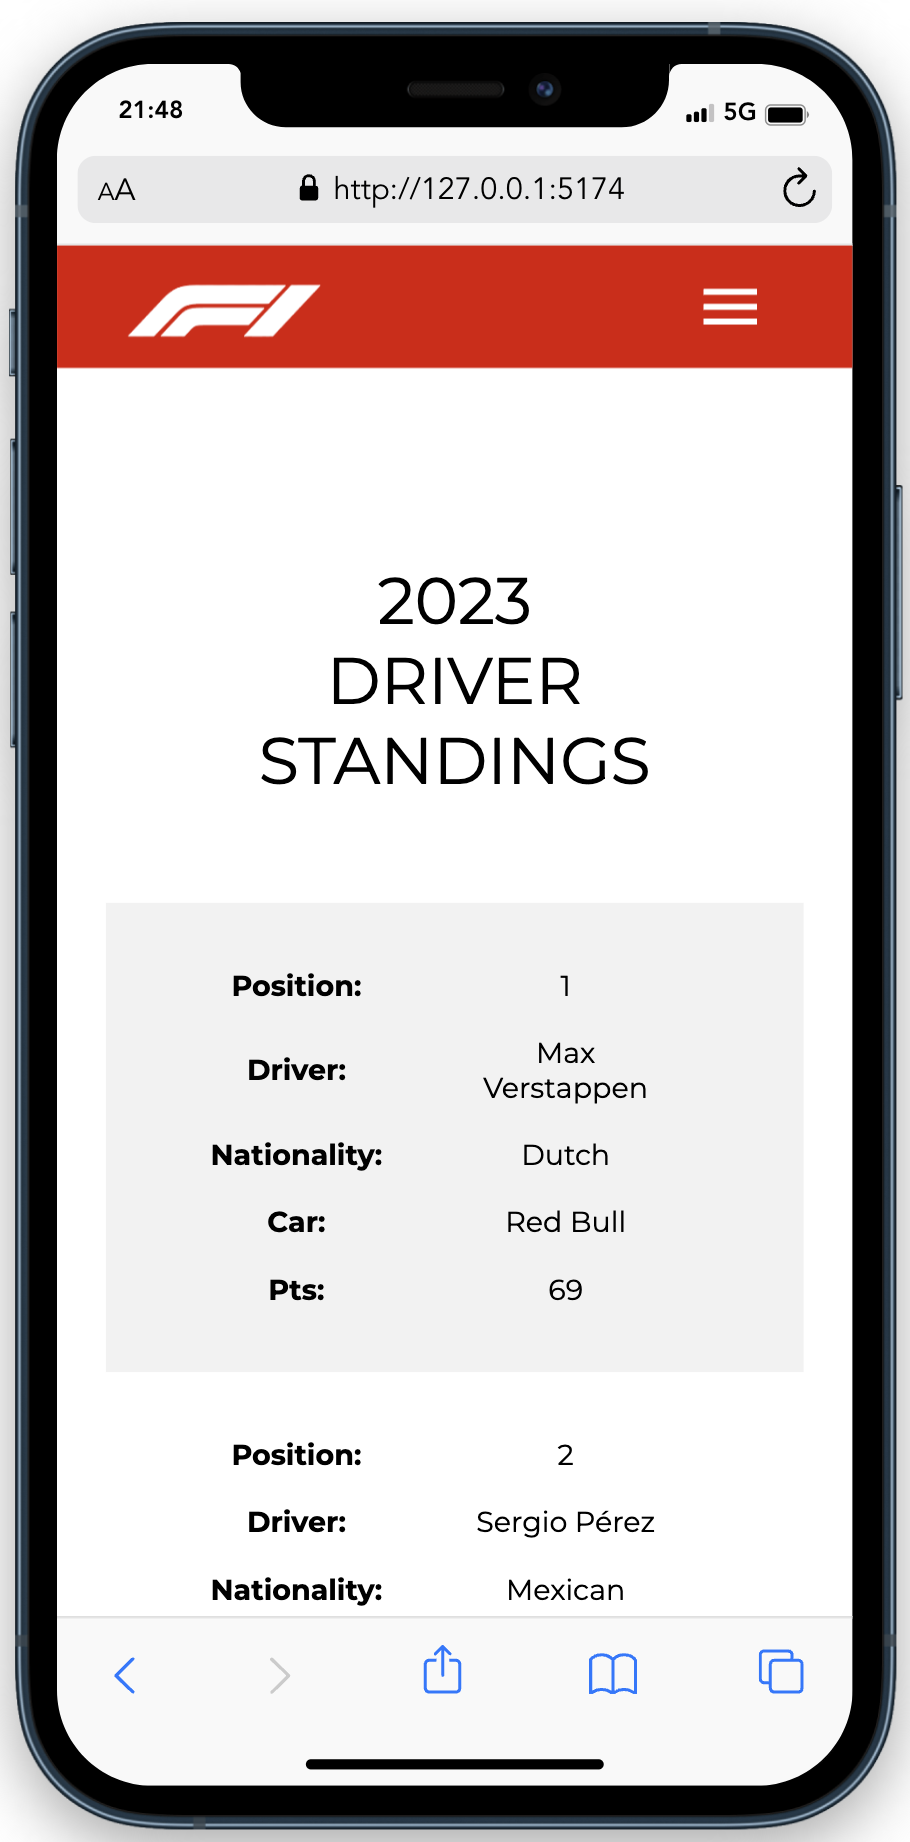 21:48
5G
AA
http://127.0.0.1:5174
F1
2023
DRIVER
STANDINGS
Position: 1
Driver: Max
Verstappen
Nationality: Dutch
Car: Red Bull
Pts: 69
Position: 2
Driver: Sergio Pérez
Nationality: Mexican